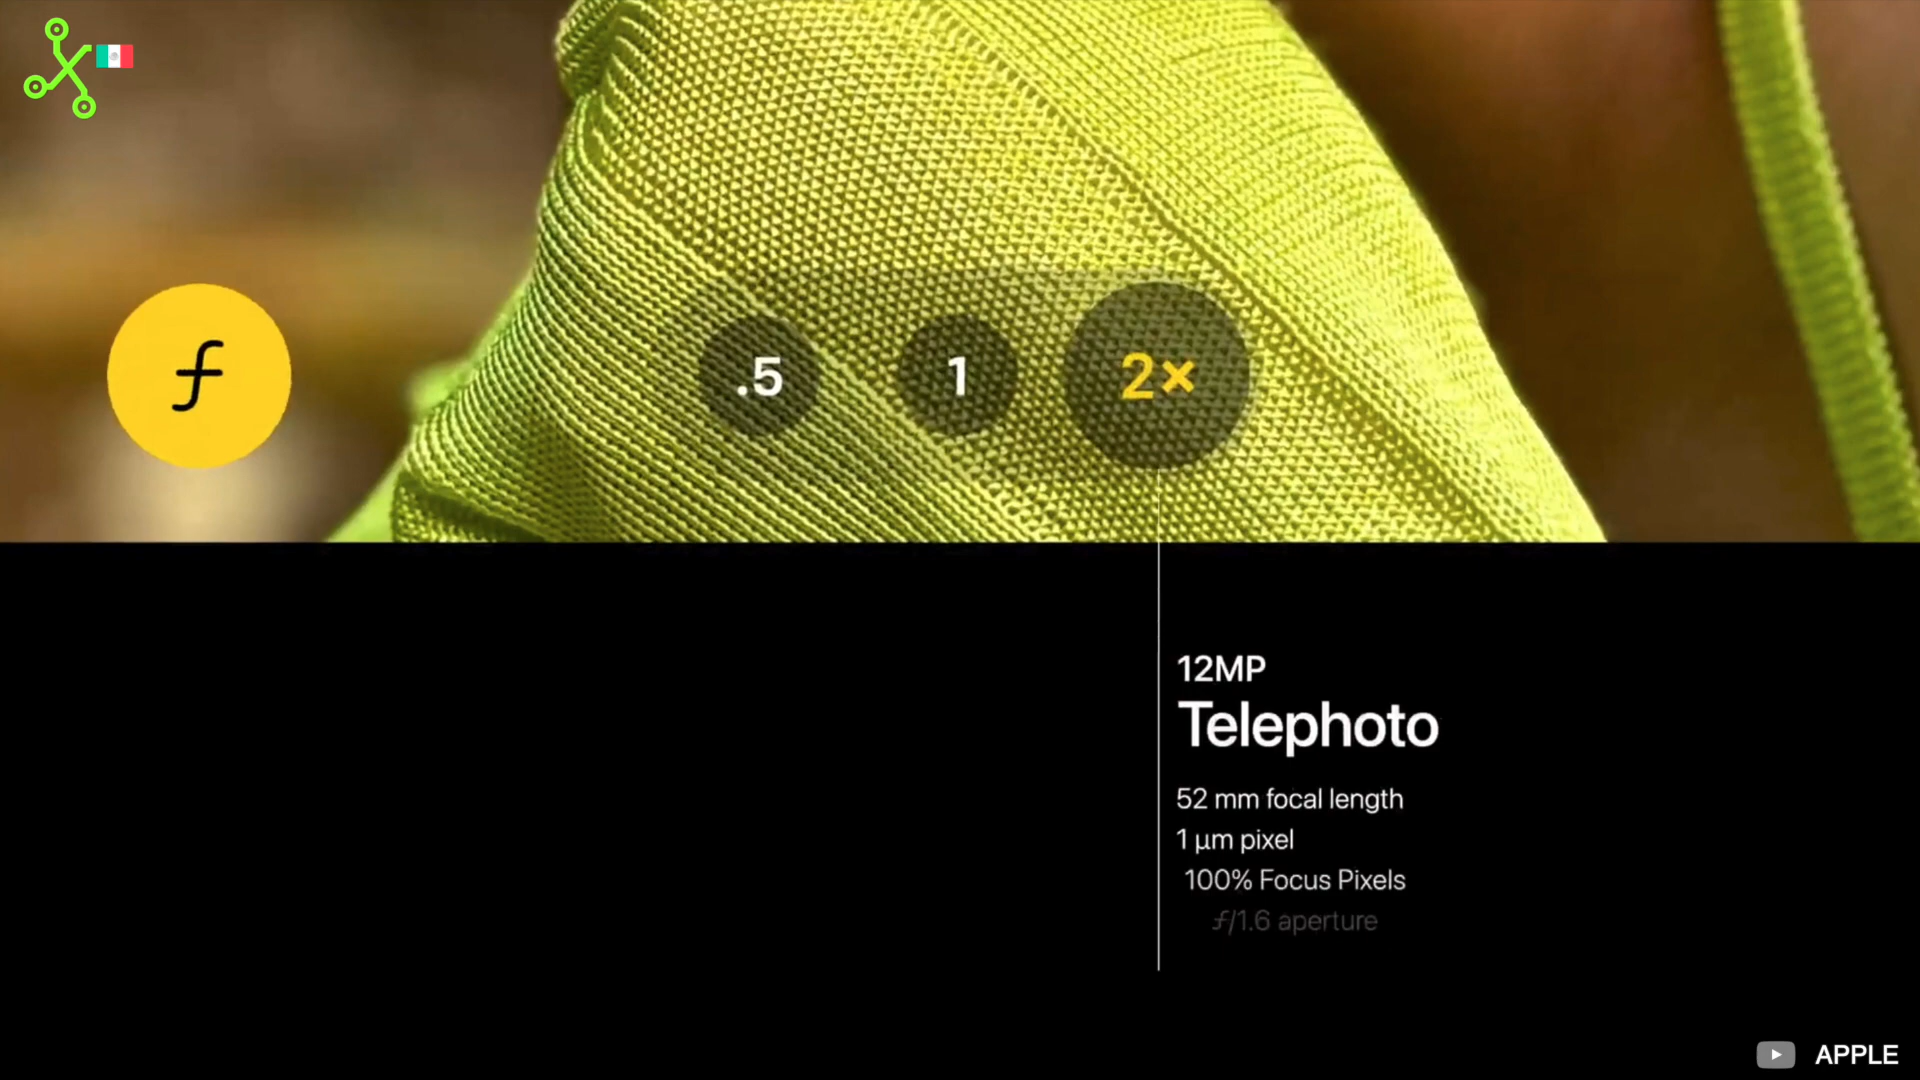 ƒ
.5
1
2×
12MP
Telephoto
52 mm focal length
1 µm pixel
100% Focus Pixels
ƒ/1.6 aperture
APPLE